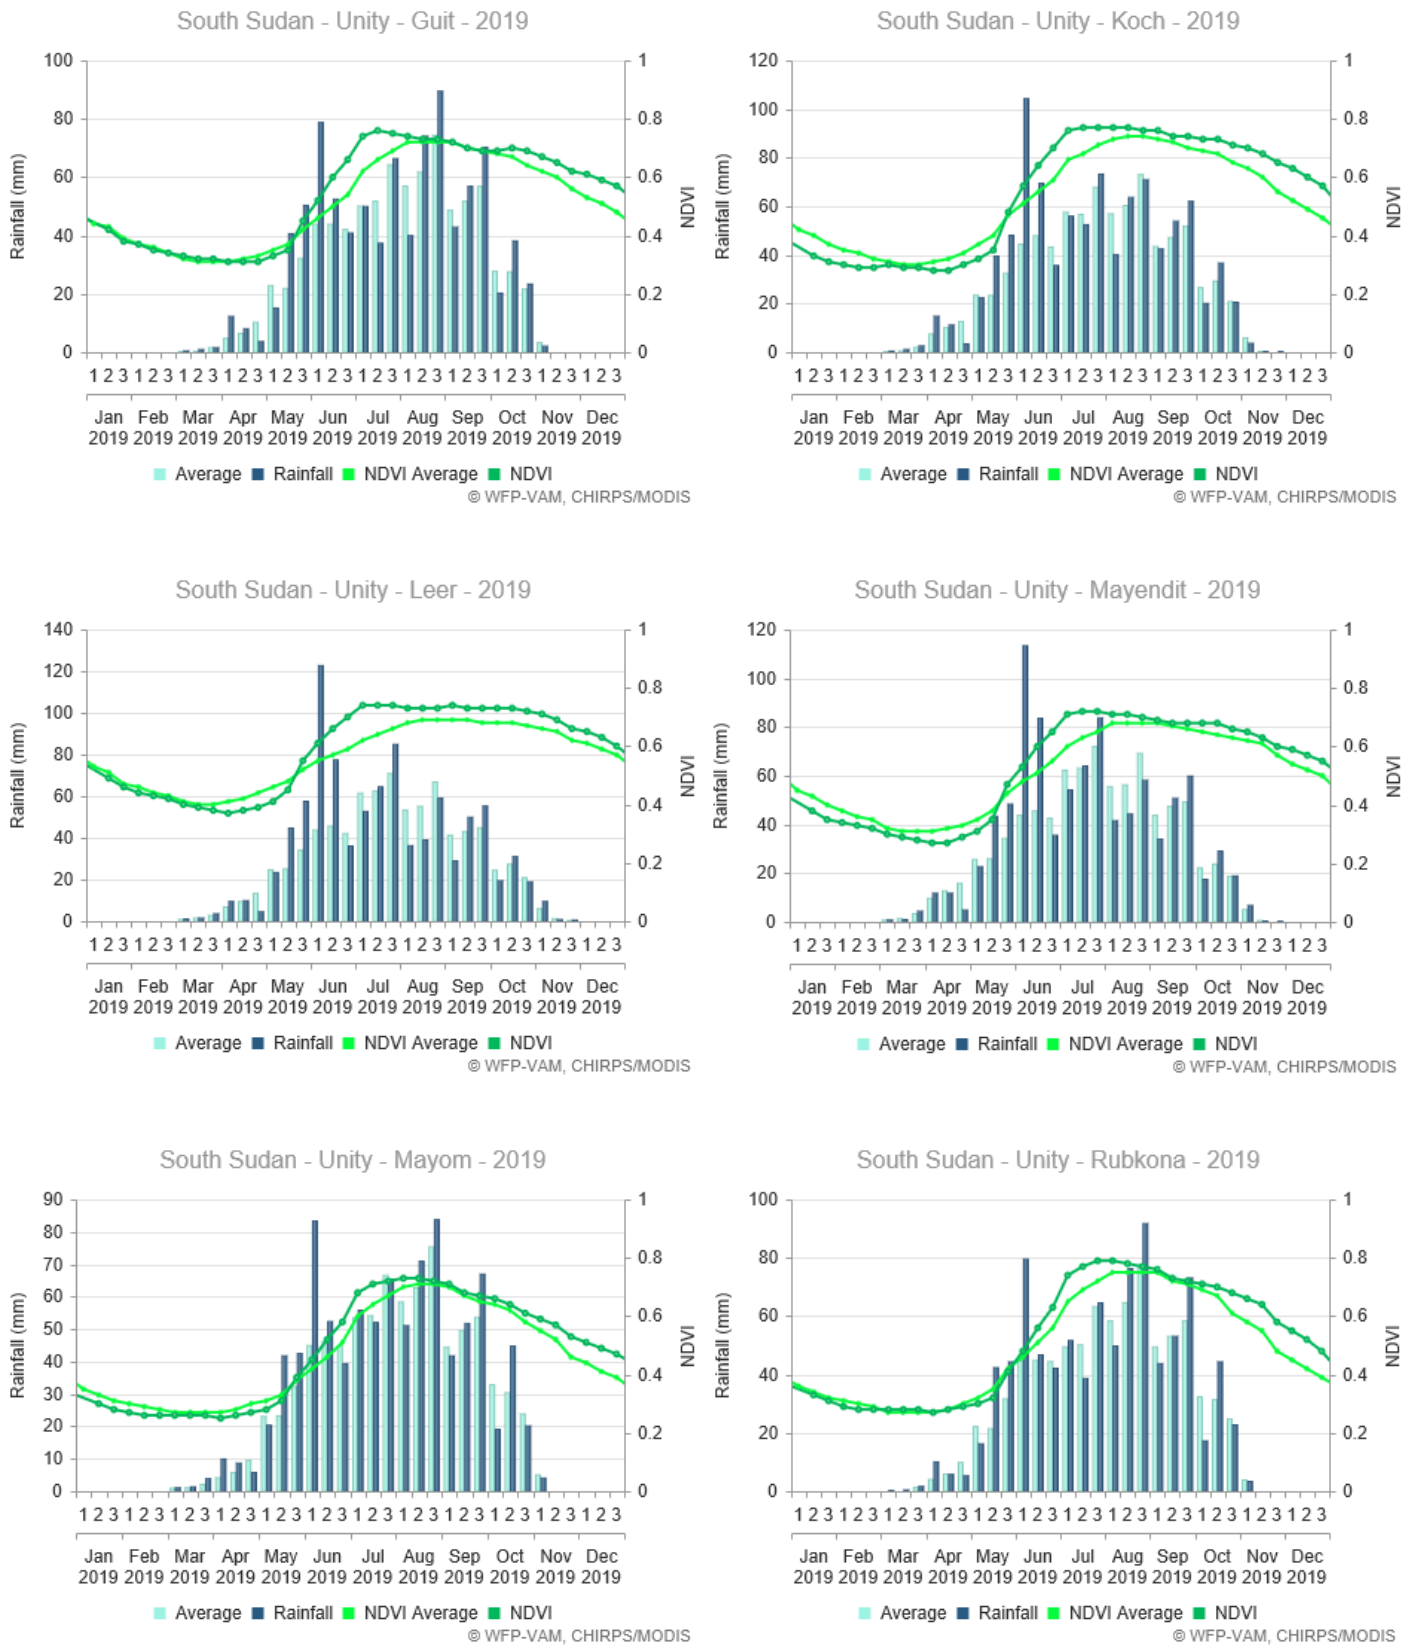 South Sudan - Unity - Guit - 2019
100
80
60
40
20
0
Rainfall (mm)
1
0.8
0.6
0.4
0.2
0
NDVI
1 2 3 1 2 3 1 2 3 1 2 3 1 2 3 1 2 3 1 2 3 1 2 3 1 2 3 1 2 3 1 2 3 1 2 3
Jan Feb Mar Apr May Jun Jul Aug Sep Oct Nov Dec
2019 2019 2019 2019 2019 2019 2019 2019 2019 2019 2019 2019
Average Rainfall NDVI Average NDVI
© WFP-VAM, CHIRPS/MODIS
South Sudan - Unity - Koch - 2019
120
100
80
60
40
20
0
Rainfall (mm)
1
0.8
0.6
0.4
0.2
0
NDVI
1 2 3 1 2 3 1 2 3 1 2 3 1 2 3 1 2 3 1 2 3 1 2 3 1 2 3 1 2 3 1 2 3 1 2 3
Jan Feb Mar Apr May Jun Jul Aug Sep Oct Nov Dec
2019 2019 2019 2019 2019 2019 2019 2019 2019 2019 2019 2019
Average Rainfall NDVI Average NDVI
© WFP-VAM, CHIRPS/MODIS
South Sudan - Unity - Leer - 2019
140
120
100
80
60
40
20
0
Rainfall (mm)
1
0.8
0.6
0.4
0.2
0
NDVI
1 2 3 1 2 3 1 2 3 1 2 3 1 2 3 1 2 3 1 2 3 1 2 3 1 2 3 1 2 3 1 2 3 1 2 3
Jan Feb Mar Apr May Jun Jul Aug Sep Oct Nov Dec
2019 2019 2019 2019 2019 2019 2019 2019 2019 2019 2019 2019
Average Rainfall NDVI Average NDVI
© WFP-VAM, CHIRPS/MODIS
South Sudan - Unity - Mayendit - 2019
120
100
80
60
40
20
0
Rainfall (mm)
1
0.8
0.6
0.4
0.2
0
NDVI
1 2 3 1 2 3 1 2 3 1 2 3 1 2 3 1 2 3 1 2 3 1 2 3 1 2 3 1 2 3 1 2 3 1 2 3
Jan Feb Mar Apr May Jun Jul Aug Sep Oct Nov Dec
2019 2019 2019 2019 2019 2019 2019 2019 2019 2019 2019 2019
Average Rainfall NDVI Average NDVI
© WFP-VAM, CHIRPS/MODIS
South Sudan - Unity - Mayom - 2019
90
80
70
60
50
40
30
20
10
0
Rainfall (mm)
1
0.8
0.6
0.4
0.2
0
NDVI
1 2 3 1 2 3 1 2 3 1 2 3 1 2 3 1 2 3 1 2 3 1 2 3 1 2 3 1 2 3 1 2 3 1 2 3
Jan Feb Mar Apr May Jun Jul Aug Sep Oct Nov Dec
2019 2019 2019 2019 2019 2019 2019 2019 2019 2019 2019 2019
Average Rainfall NDVI Average NDVI
© WFP-VAM, CHIRPS/MODIS
South Sudan - Unity - Rubkona - 2019
100
80
60
40
20
0
Rainfall (mm)
1
0.8
0.6
0.4
0.2
0
NDVI
1 2 3 1 2 3 1 2 3 1 2 3 1 2 3 1 2 3 1 2 3 1 2 3 1 2 3 1 2 3 1 2 3 1 2 3
Jan Feb Mar Apr May Jun Jul Aug Sep Oct Nov Dec
2019 2019 2019 2019 2019 2019 2019 2019 2019 2019 2019 2019
Average Rainfall NDVI Average NDVI
© WFP-VAM, CHIRPS/MODIS